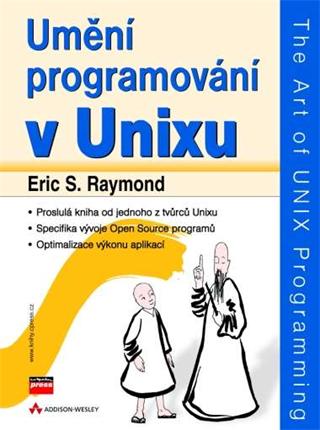 Umění
programování
v Unixu
The Art of UNIX Programming
Eric S. Raymond
• Proslulá kniha od jednoho z tvůrců Unixu
• Specifika vývoje Open Source programů
• Optimalizace výkonu aplikací
www.knihy.cpress.cz
press
ADDISON-WESLEY